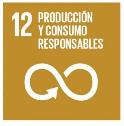 12 PRODUCCIÓN
Y CONSUMO
RESPONSABLES